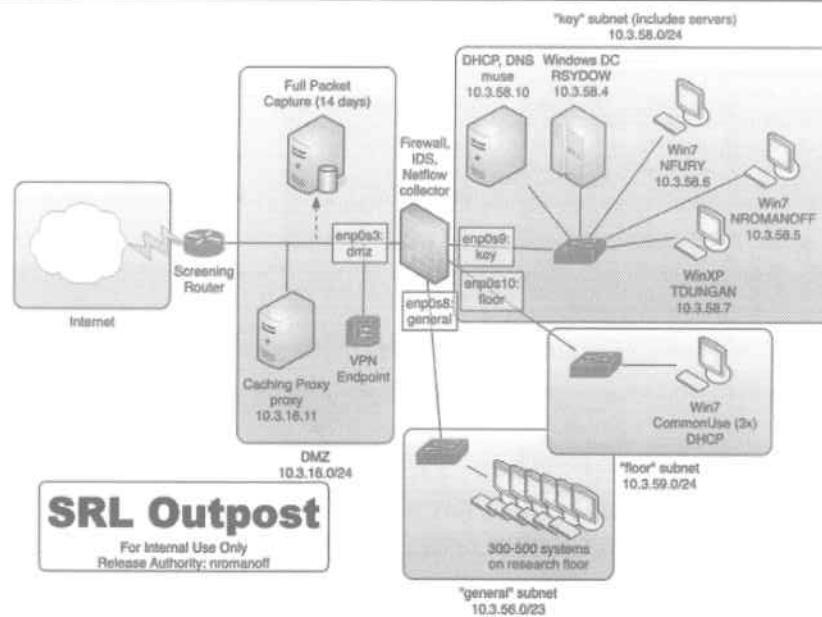 "key" subnet (includes servers)
10.3.58.0/24
DHCP, DNS
muse
10.3.58.10
Windows DC
RSYDOW
10.3.58.4
Full Packet
Capture (14 days)
Firewall,
IDS,
Netflow
collector
Win7
NFURY
10.3.58.6
Win7
NROMANOFF
10.3.58.5
WinXP
TDUNGAN
10.3.58.7
enp0s3:
dmz
enp0s9:
key
enp0s10:
floor
enp0s8:
general
Screening
Router
Internet
VPN
Endpoint
Caching Proxy
proxy
10.3.16.11
DMZ
10.3.16.0/24
Win7
CommonUse (3x)
DHCP
"floor" subnet
10.3.59.0/24
SRL Outpost
For Internal Use Only
Release Authority: nromanoff
300-500 systems
on research floor
"general" subnet
10.3.56.0/23